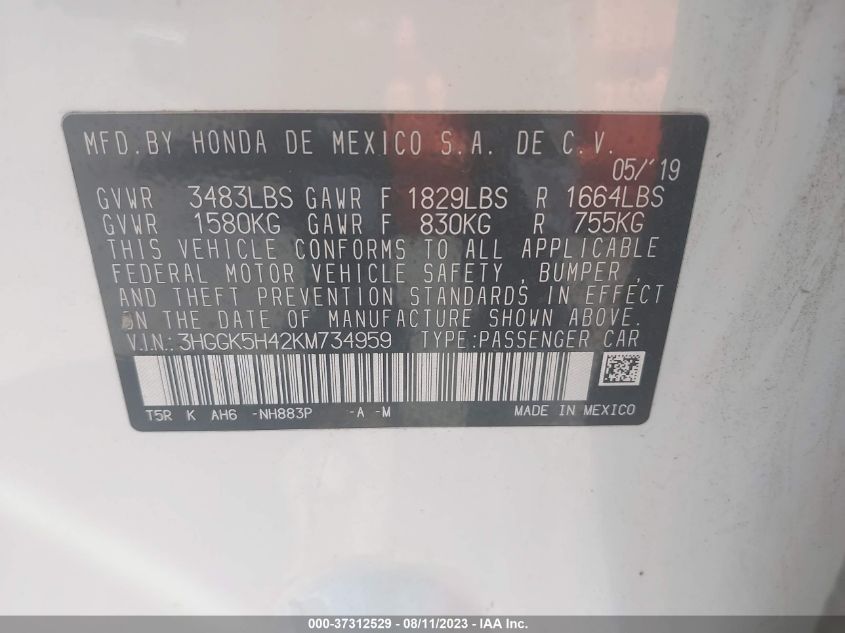 MFD. BY HONDA DE MEXICO S.A. DE C.V.
05/'19
GVWR 3483LBS GAWR F 1829LBS R 1664LBS
GVWR 1580KG GAWR F 830KG R 755KG
THIS VEHICLE CONFORMS TO ALL APPLICABLE
FEDERAL MOTOR VEHICLE SAFETY, BUMPER,
AND THEFT PREVENTION STANDARDS IN EFFECT
ON THE DATE OF MANUFACTURE SHOWN ABOVE.
V.I.N.: 3HGGK5H42KM734959 TYPE:PASSENGER CAR
T5R K AH6 -NH883P -A -M MADE IN MEXICO
000-37312529 - 08/11/2023 - IAA Inc.